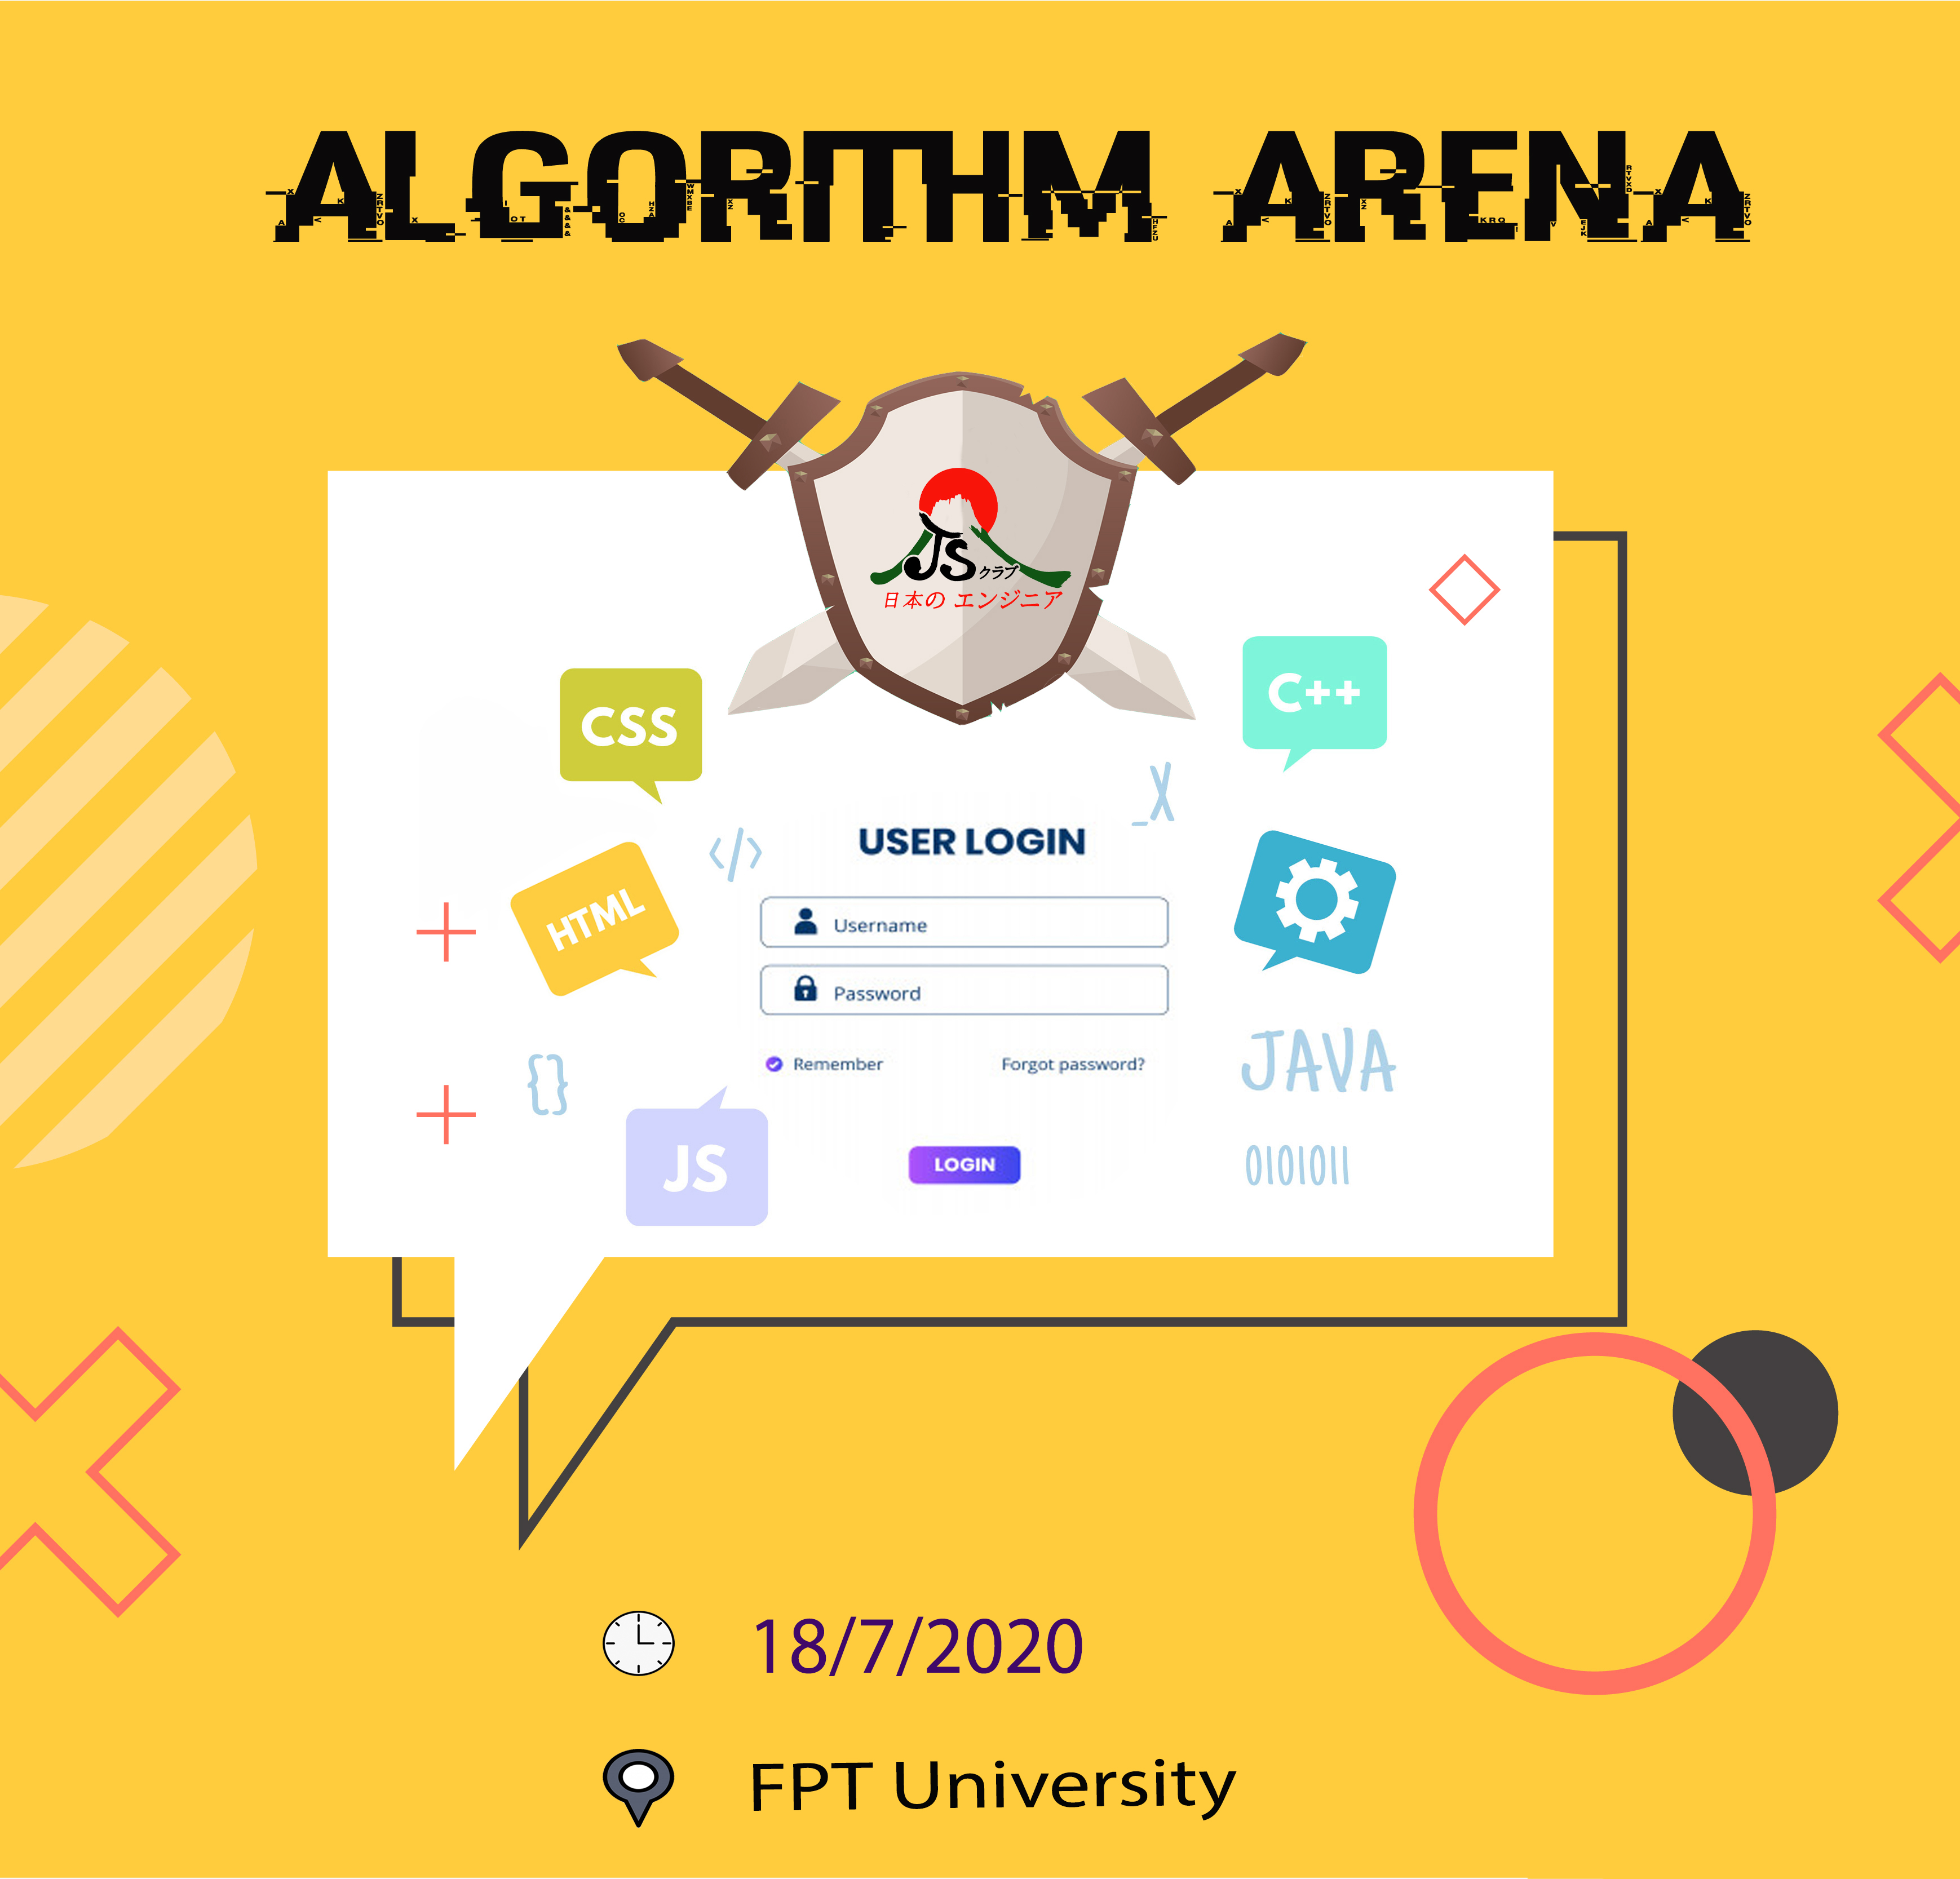 ALGORITHM ARENA
JS クラブ
日本の エンジニア
CSS
C++
_X
</>
USER LOGIN
HTML
Username
Password
Remember
Forgot password?
{}
JAVA
JS
LOGIN
0101011
18/7/2020
FPT University